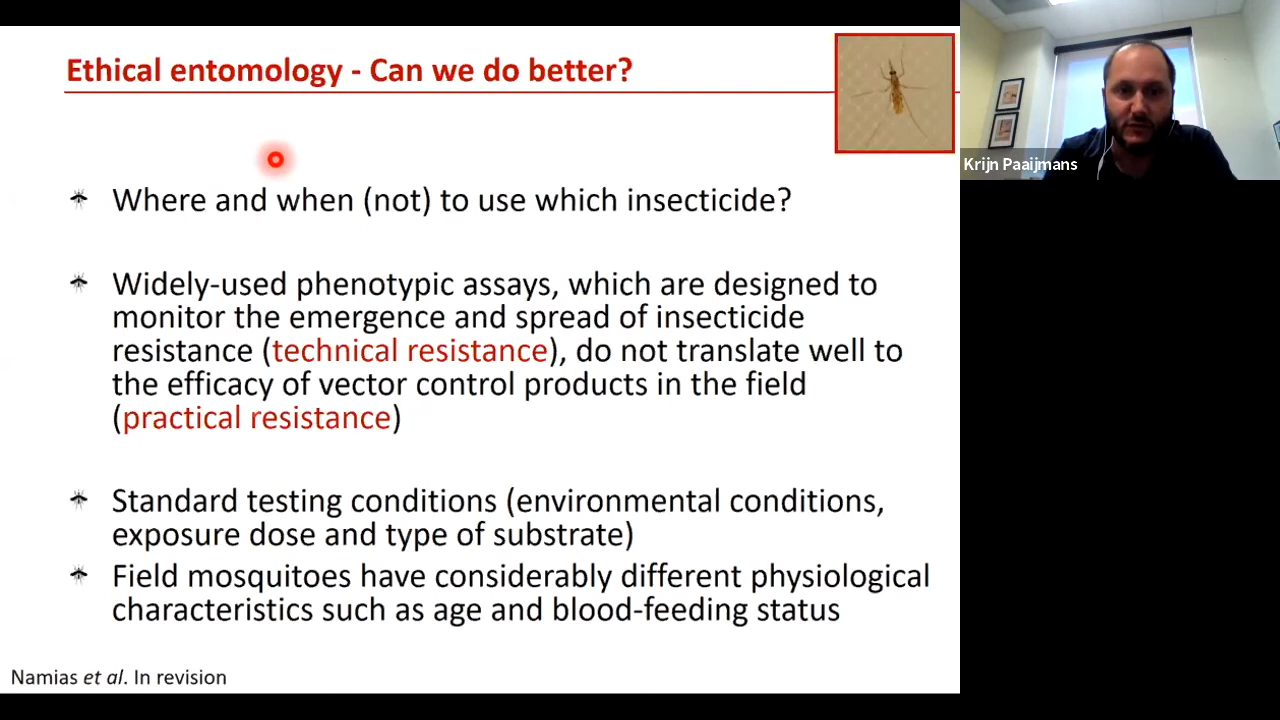 Ethical entomology - Can we do better?
Krijn Paaijmans
Where and when (not) to use which insecticide?
Widely-used phenotypic assays, which are designed to
monitor the emergence and spread of insecticide
resistance (technical resistance), do not translate well to
the efficacy of vector control products in the field
(practical resistance)
Standard testing conditions (environmental conditions,
exposure dose and type of substrate)
Field mosquitoes have considerably different physiological
characteristics such as age and blood-feeding status
Namias et al. In revision